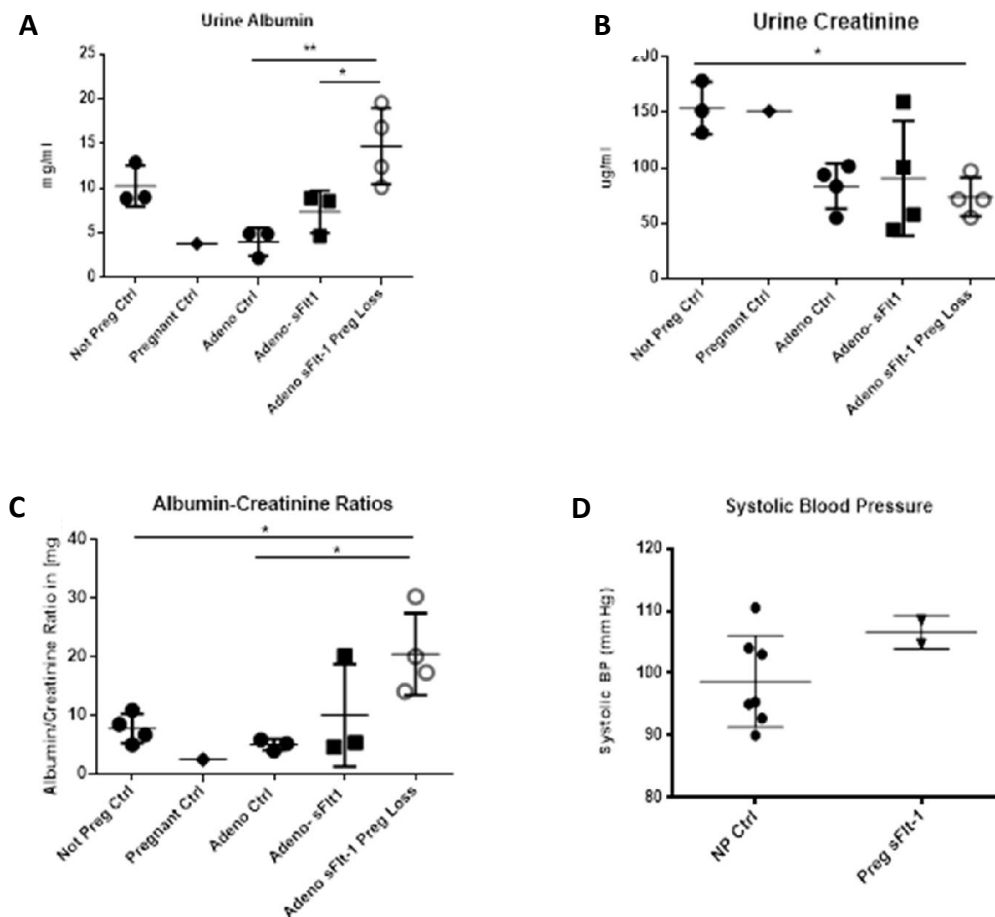 A
Urine Albumin
**
*
mg/ml
25
20
15
10
5
0
Not Preg Ctrl
Pregnant Ctrl
Adeno Ctrl
Adeno- sFlt1
Adeno sFlt-1 Preg Loss
B
Urine Creatinine
*
ug/ml
200
150
100
50
0
Not Preg Ctrl
Pregnant Ctrl
Adeno Ctrl
Adeno- sFlt1
Adeno sFlt-1 Preg Loss
C
Albumin-Creatinine Ratios
*
*
Albumin/Creatinine Ratio in [mg
40
30
20
10
0
Not Preg Ctrl
Pregnant Ctrl
Adeno Ctrl
Adeno- sFlt1
Adeno sFlt-1 Preg Loss
D
Systolic Blood Pressure
Systolic BP (mmHg)
120
110
100
90
80
NP Ctrl
Preg sFlt-1